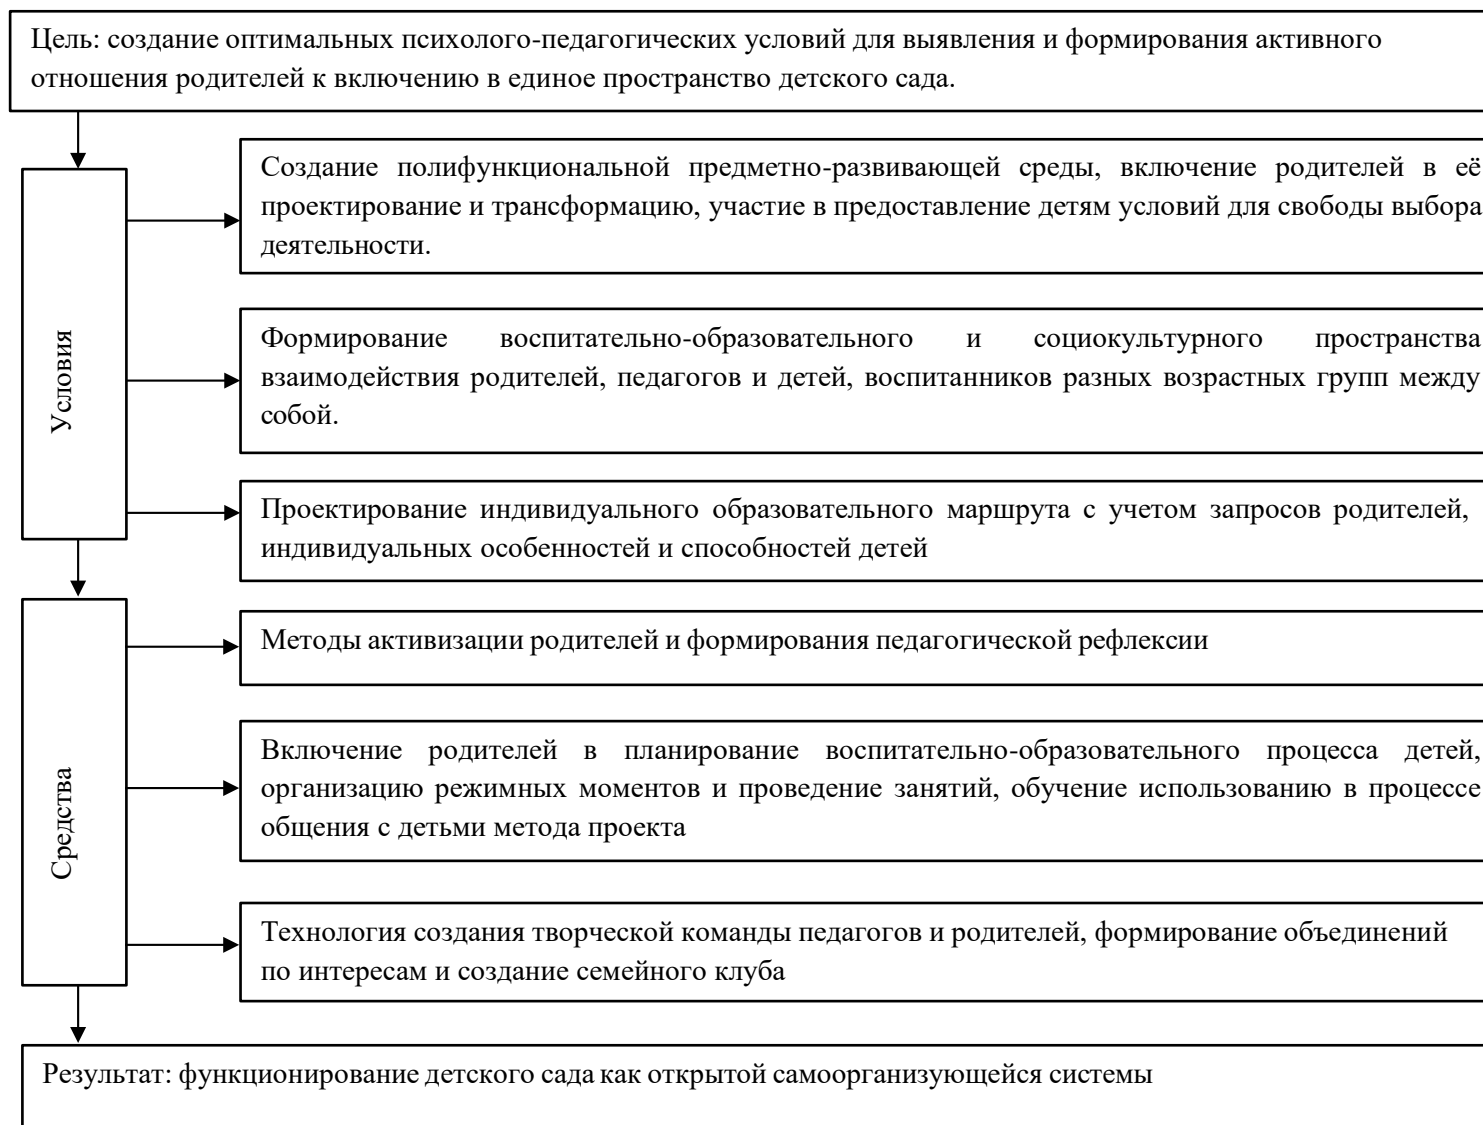 Цель: создание оптимальных психолого-педагогических условий для выявления и формирования активного
отношения родителей к включению в единое пространство детского сада.
Условия
Создание полифункциональной предметно-развивающей среды, включение родителей в её
проектирование и трансформацию, участие в предоставление детям условий для свободы выбора
деятельности.
Формирование воспитательно-образовательного и социокультурного пространства
взаимодействия родителей, педагогов и детей, воспитанников разных возрастных групп между
собой.
Проектирование индивидуального образовательного маршрута с учетом запросов родителей,
индивидуальных особенностей и способностей детей
Средства
Методы активизации родителей и формирования педагогической рефлексии
Включение родителей в планирование воспитательно-образовательного процесса детей,
организацию режимных моментов и проведение занятий, обучение использованию в процессе
общения с детьми метода проекта
Технология создания творческой команды педагогов и родителей, формирование объединений
по интересам и создание семейного клуба
Результат: функционирование детского сада как открытой самоорганизующейся системы